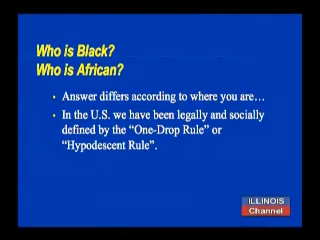 Who is Black?
Who is African?
• Answer differs according to where you are…
• In the U.S. we have been legally and socially
defined by the “One-Drop Rule” or
“Hypodescent Rule”.
ILLINOIS
Channel